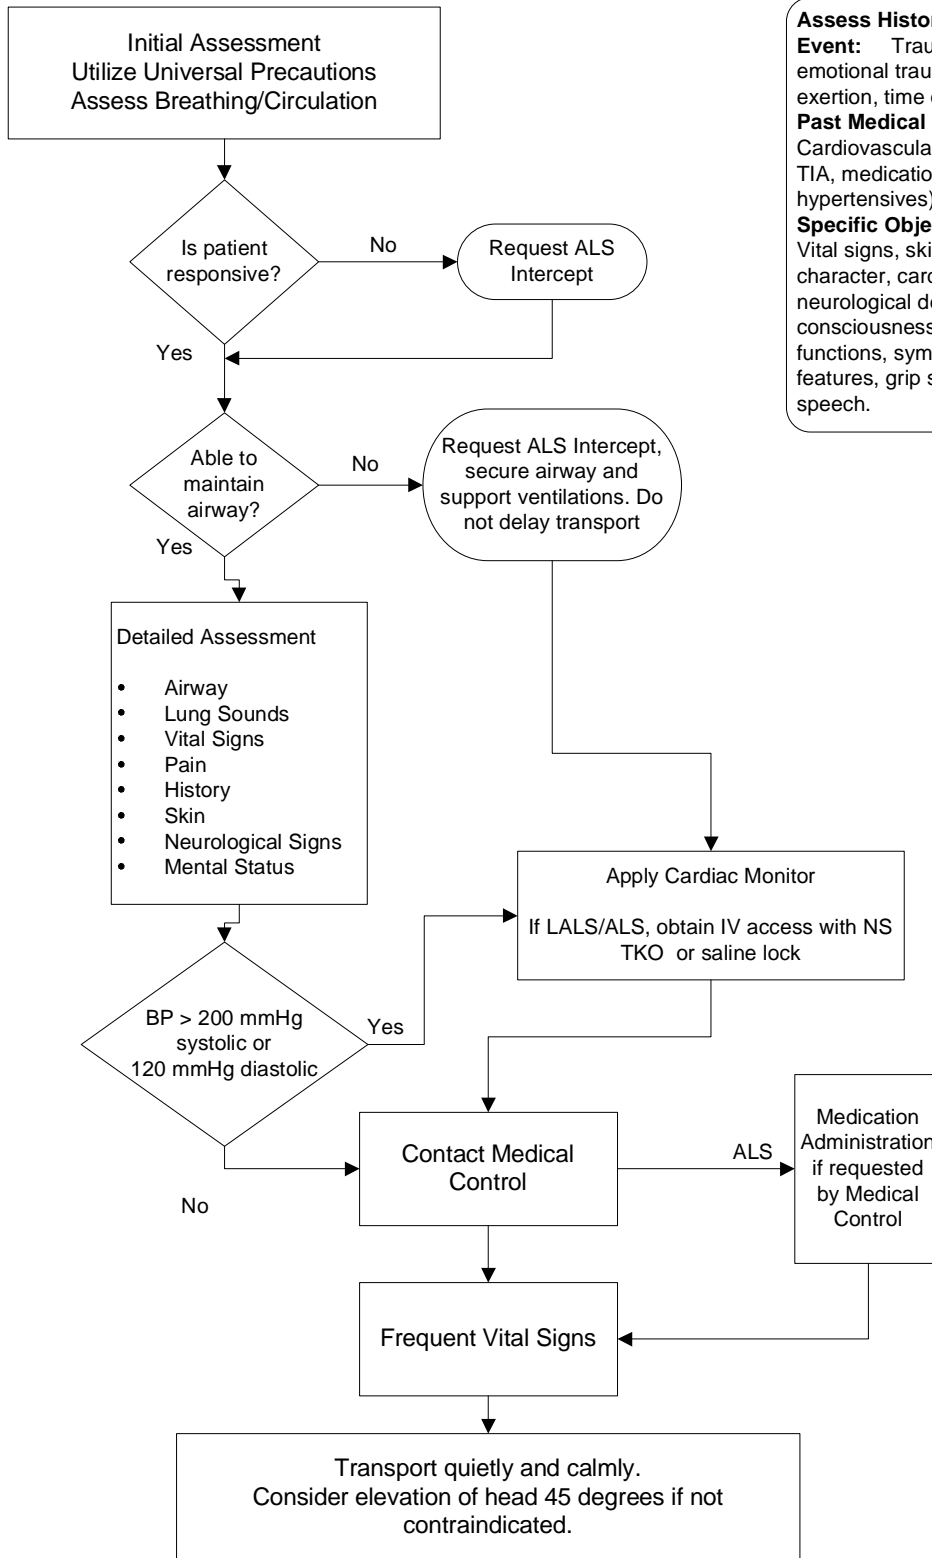 Initial Assessment
Utilize Universal Precautions
Assess Breathing/Circulation
Is patient
responsive?
No
Request ALS
Intercept
Yes
Able to
maintain
airway?
No
Request ALS Intercept,
secure airway and
support ventilations. Do
not delay transport
Yes
Detailed Assessment
• Airway
• Lung Sounds
• Vital Signs
• Pain
• History
• Skin
• Neurological Signs
• Mental Status
Apply Cardiac Monitor
If LALS/ALS, obtain IV access with NS
TKO or saline lock
BP > 200 mmHg
systolic or
120 mmHg diastolic
Yes
No
Contact Medical
Control
ALS
Medication
Administration
if requested
by Medical
Control
Frequent Vital Signs
Transport quietly and calmly.
Consider elevation of head 45 degrees if not
contraindicated.
Assess
Event:
emotional
exertion, time
Past Medical
TIA,
hypertensives)
Specific
Vital signs,
character,
neurological
consciousness
functions,
features, grip
speech.